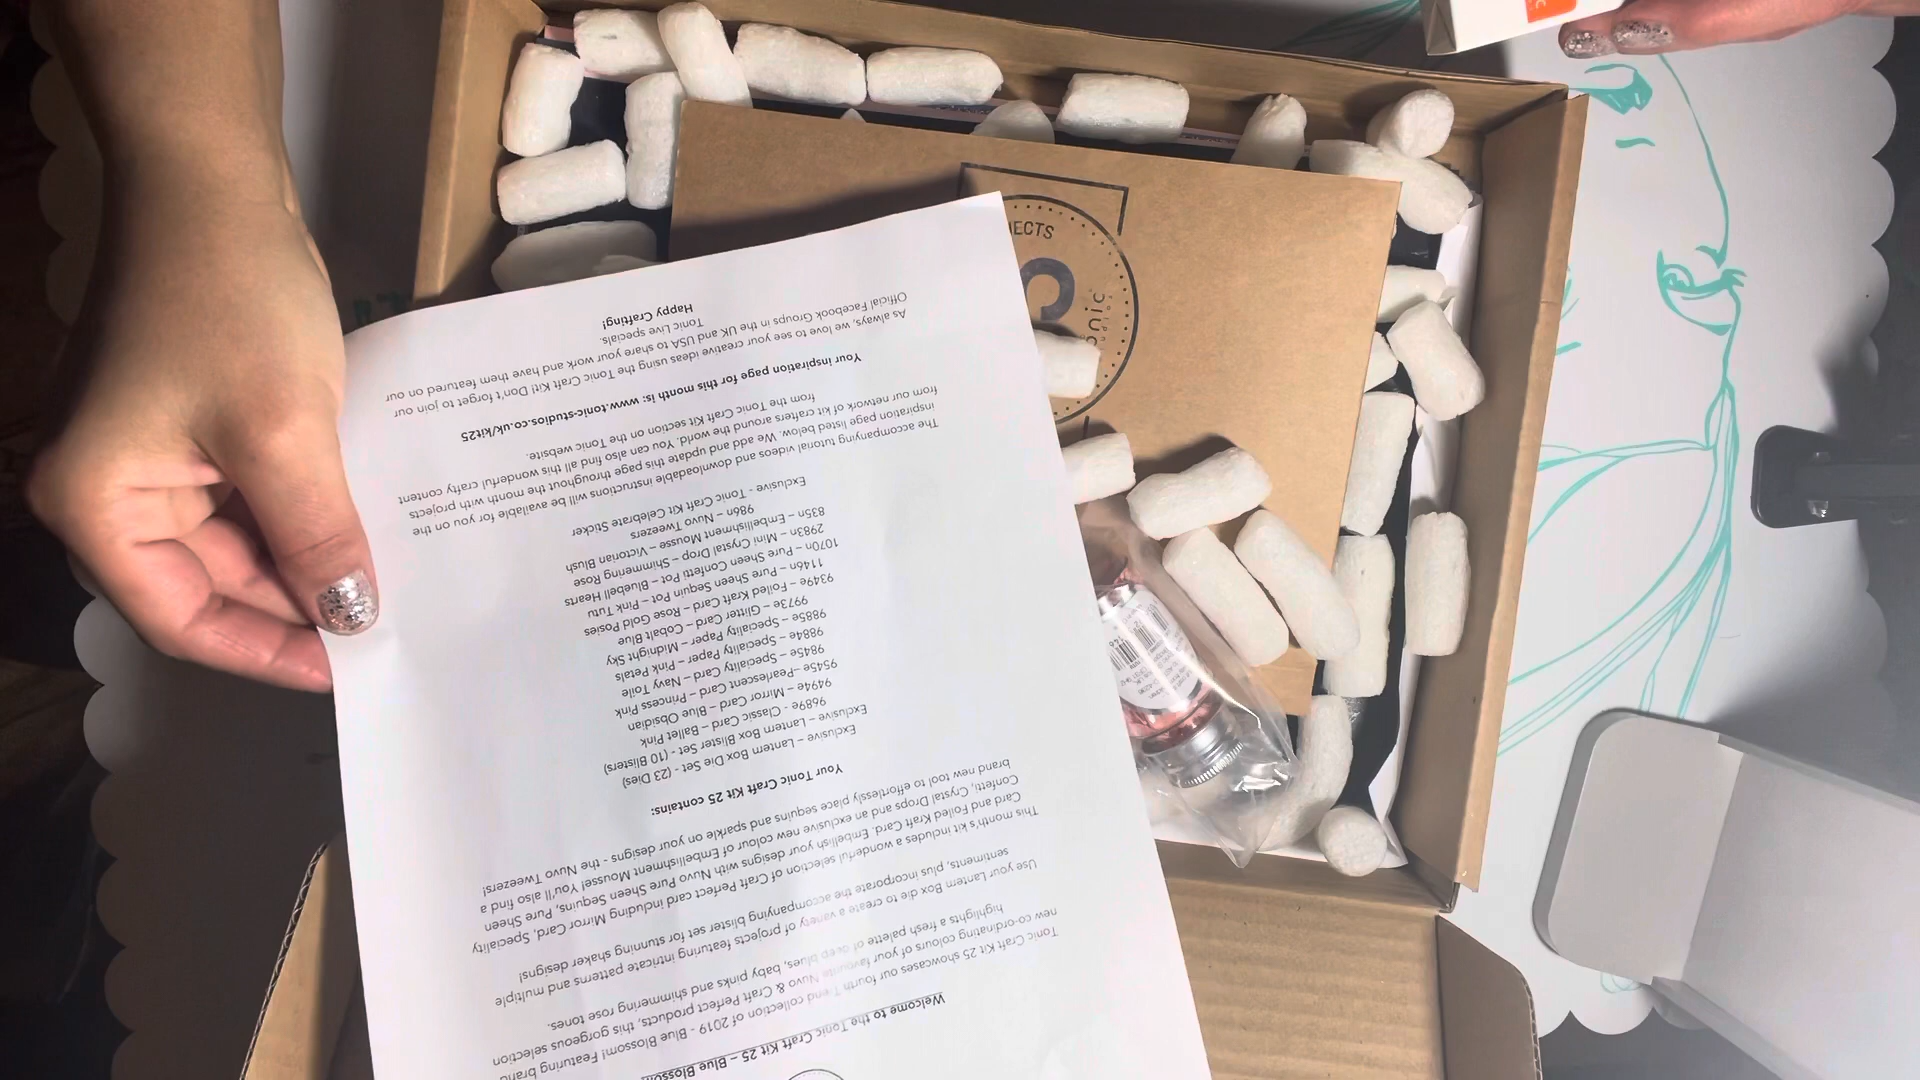 Welcome to the Tonic Craft Kit 25 – Blue Blossom
Tonic Craft Kit 25 showcases our fourth Trend collection of 2019 - Blue Blossom! Featuring brand
new co-ordinating colours of your favourite Nuvo & Craft Perfect products, this gorgeous selection
highlights a fresh palette of deep blues, baby pinks and shimmering rose tones.
Use your Lantern Box die to create a variety of projects featuring intricate patterns and multiple
sentiments, plus incorporate the accompanying blister set for stunning shaker designs!
This month's kit includes a wonderful selection of Craft Perfect card including Mirror Card, Speciality
Card and Foiled Kraft Card. Embellish your designs with Nuvo Pure Sheen Sequins, Pure Sheen
Confetti, Crystal Drops and an exclusive new colour of Embellishment Mousse! You'll also find a
brand new tool to effortlessly place sequins and sparkle on your designs - the Nuvo Tweezers!
Your Tonic Craft Kit 25 contains:
Exclusive – Lantern Box Die Set - (23 Dies)
Exclusive – Lantern Box Blister Set - (10 Blisters)
9689e - Classic Card – Ballet Pink
9494e – Mirror Card – Blue Obsidian
9545e –Pearlescent Card – Princess Pink
9845e – Speciality Card – Navy Toile
9884e – Speciality Paper – Pink Petals
9885e – Speciality Paper – Midnight Sky
9973e – Glitter Card – Cobalt Blue
9349e – Foiled Kraft Card – Rose Gold Posies
1146n – Pure Sheen Sequin Pot – Pink Tutu
1070n – Pure Sheen Confetti Pot – Bluebell Hearts
2983n – Mini Crystal Drop – Shimmering Rose
835n – Embellishment Mousse – Victorian Blush
986n – Nuvo Tweezers
Exclusive - Tonic Craft Kit Celebrate Sticker
The accompanying tutorial videos and downloadable instructions will be available for you on the
inspiration page listed below. We add and update this page throughout the month with projects
from our network of kit crafters around the world. You can also find all this wonderful crafty content
from the Tonic Craft Kit section on the Tonic website.
Your inspiration page for this month is: www.tonic-studios.co.uk/kit25
As always, we love to see your creative ideas using the Tonic Craft Kit! Don't forget to join our
Official Facebook Groups in the UK and USA to share your work and have them featured on our
Tonic Live specials.
Happy Crafting!
JECTS
C
onic